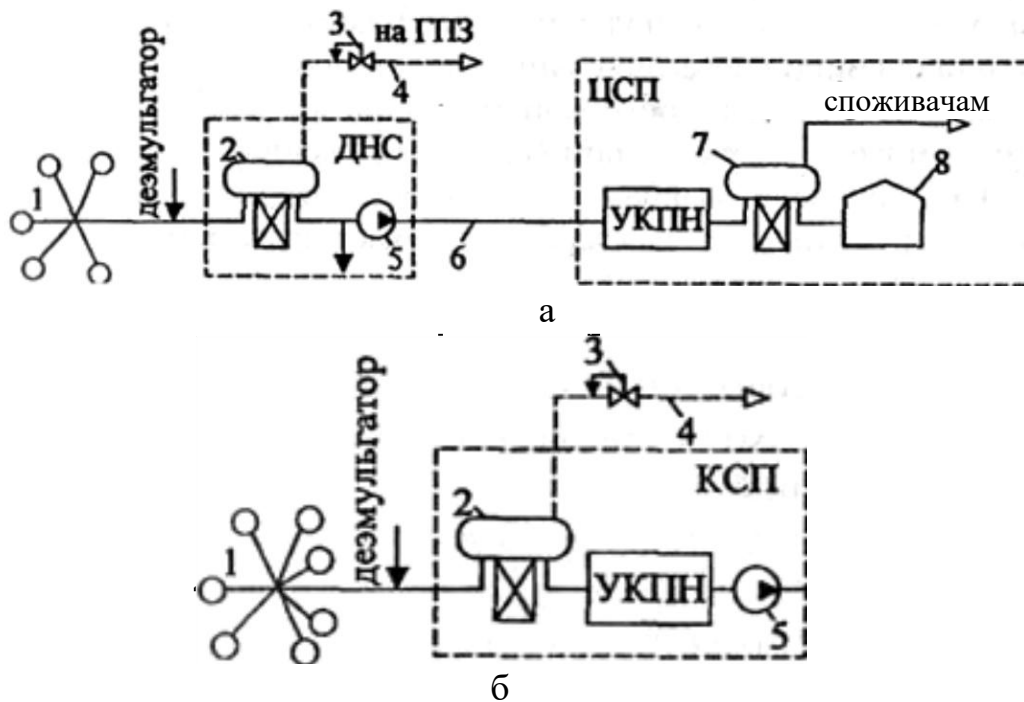 3
на ГПЗ
4
деэмульгатор
ДНС
2
1
5
6
ЦСП
споживачам
7
8
УКПН
а
3
4
деэмульгатор
КСП
2
1
УКПН
5
б